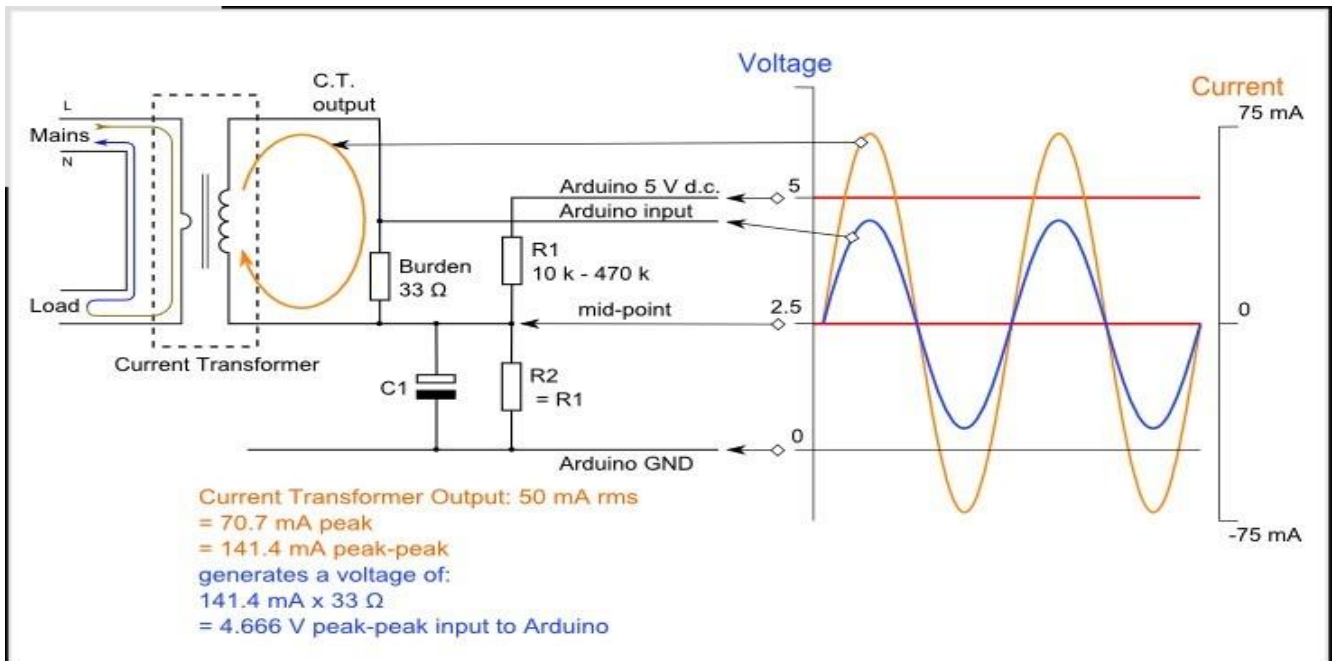 Voltage
Current
C.T.
output
75 mA
L
Mains
N
Arduino 5 V d.c.
5
Arduino input
Burden
33 Ω
R1
10 k - 470 k
Load
mid-point
2.5
0
Current Transformer
C1
R2
= R1
0
Arduino GND
-75 mA
Current Transformer Output: 50 mA rms
= 70.7 mA peak
= 141.4 mA peak-peak
generates a voltage of:
141.4 mA x 33 Ω
= 4.666 V peak-peak input to Arduino